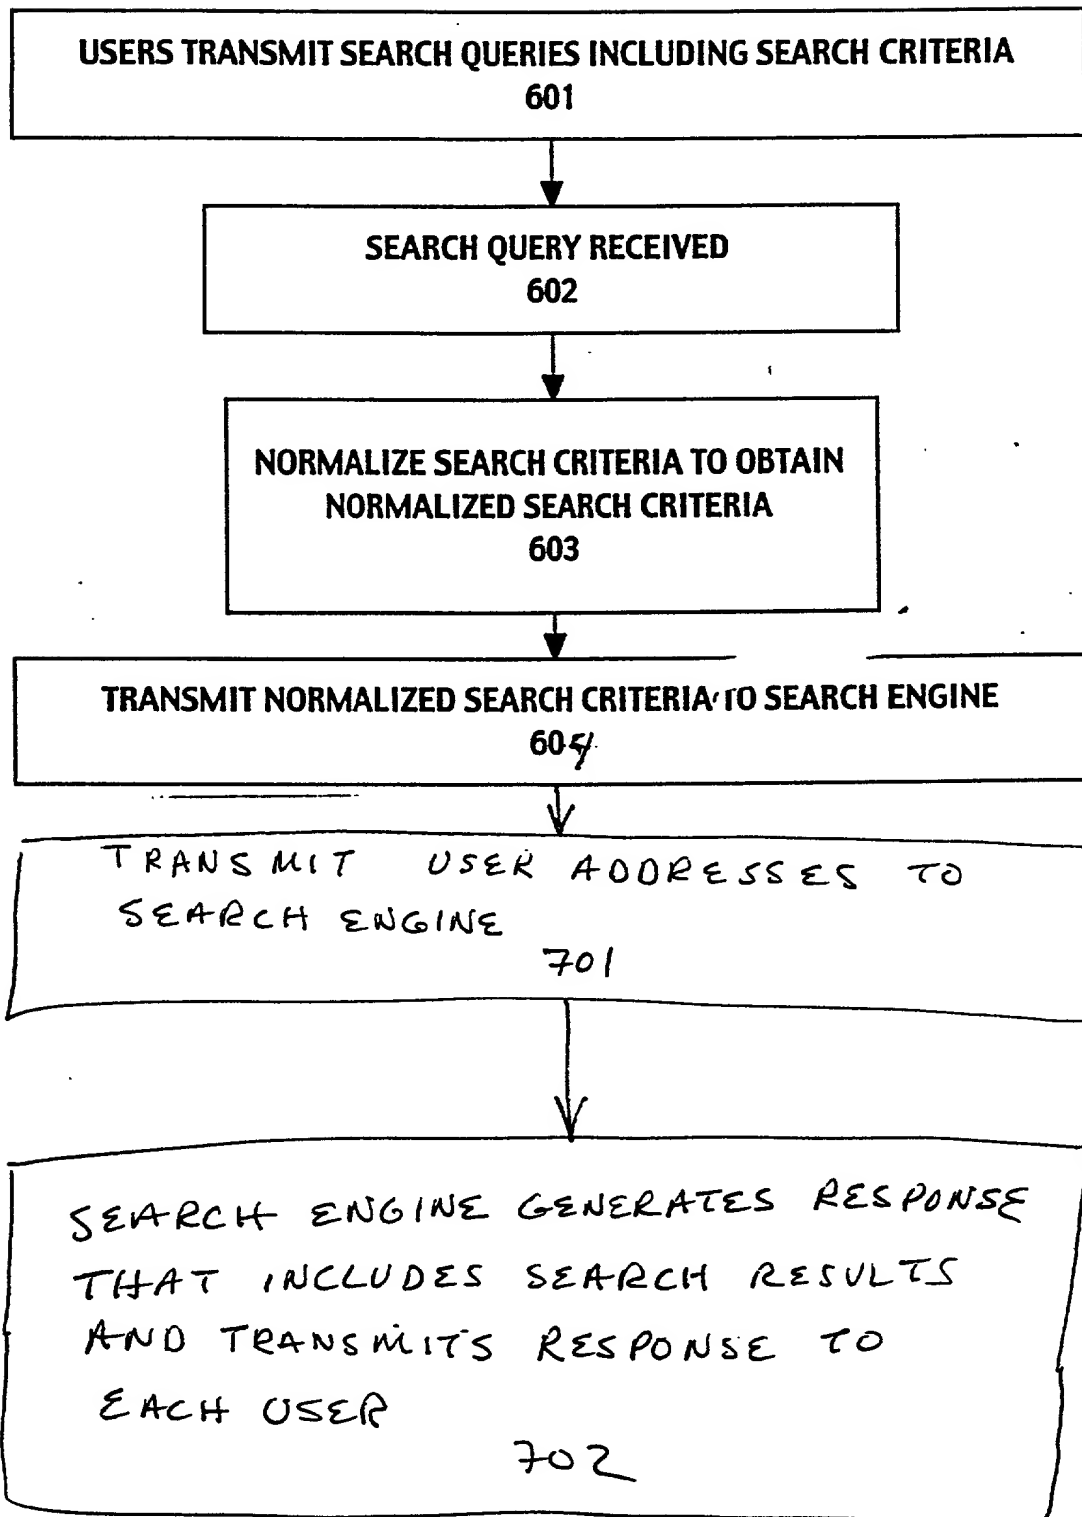 USERS TRANSMIT SEARCH QUERIES INCLUDING SEARCH CRITERIA
601
SEARCH QUERY RECEIVED
602
NORMALIZE SEARCH CRITERIA TO OBTAIN
NORMALIZED SEARCH CRITERIA
603
TRANSMIT NORMALIZED SEARCH CRITERIA TO SEARCH ENGINE
604
TRANSMIT USER ADDRESSES TO
SEARCH ENGINE
701
SEARCH ENGINE GENERATES RESPONSE
THAT INCLUDES SEARCH RESULTS
AND TRANSMITS RESPONSE TO
EACH USER
702